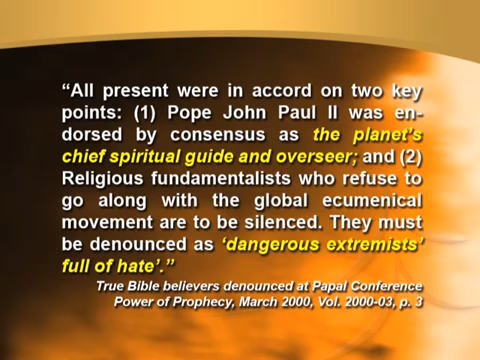 “All present were in accord on two key
points: (1) Pope John Paul II was en-
dorsed by consensus as the planet's
chief spiritual guide and overseer; and (2)
Religious fundamentalists who refuse to
go along with the global ecumenical
movement are to be silenced. They must
be denounced as ‘dangerous extremists’
full of hate’.”
True Bible believers denounced at Papal Conference
Power of Prophecy, March 2000, Vol. 2000-03, p. 3